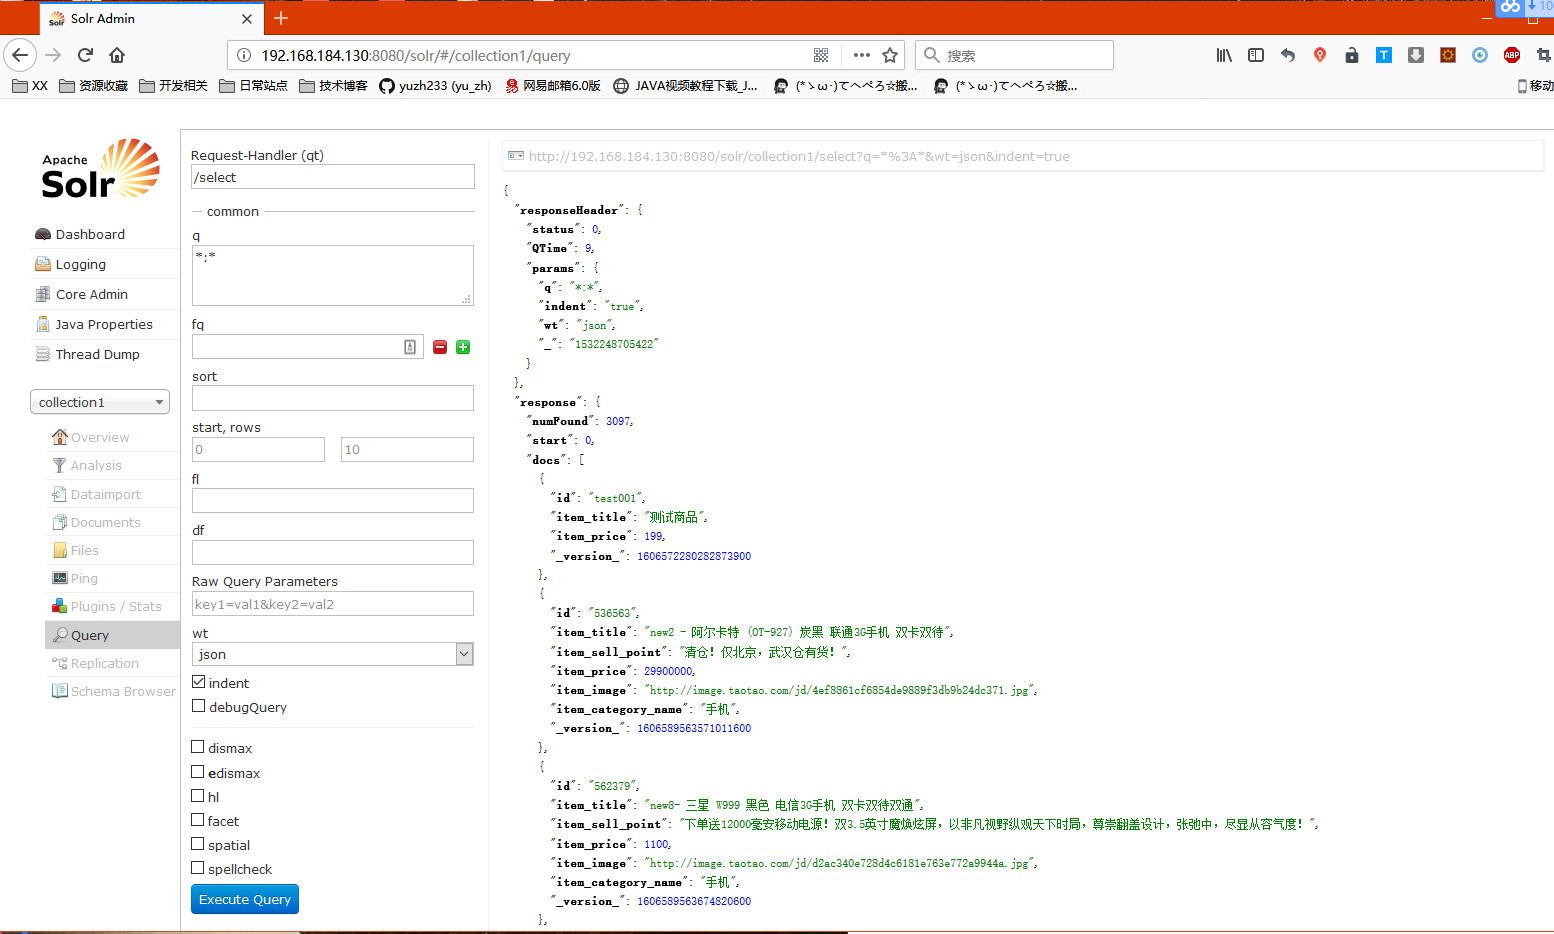 Solr Admin
10
192.168.184.130:8080/solr/#/collection1/query
搜索
XX 资源收藏 开发相关 日常站点 技术博客 yuzh233 (yu_zh) 网易邮箱6.0版 JAVA视频教程下载_J... (*ゝω･)てへぺろ☆搬... (*ゝω･)てへぺろ☆搬... 移动
Apache
Solr
Dashboard
Logging
Core Admin
Java Properties
Thread Dump
collection1
Overview
Analysis
Dataimport
Documents
Files
Ping
Plugins / Stats
Query
Replication
Schema Browser
Request-Handler (qt)
/select
common
q
*:*
fq
sort
start, rows
0 10
fl
df
Raw Query Parameters
key1=val1&key2=val2
wt
json
indent
debugQuery
dismax
edismax
hl
facet
spatial
spellcheck
Execute Query
http://192.168.184.130:8080/solr/collection1/select?q=*%3A*&wt=json&indent=true
{
"responseHeader": {
"status": 0,
"QTime": 9,
"params": {
"q": "*:*",
"indent": "true",
"wt": "json",
"_": "1532248705422"
}
},
"response": {
"numFound": 3097,
"start": 0,
"docs": [
{
"id": "test001",
"item_title": "测试商品",
"item_price": 199,
"_version_": 1606572280282873900
},
{
"id": "536563",
"item_title": "new2 - 阿尔卡特 (OT-927) 炭黑 联通3G手机 双卡双待",
"item_sell_point": "清仓！仅北京，武汉仓有货！",
"item_price": 29900000,
"item_image": "http://image.taotao.com/jd/4ef8861cf6854de9889f3db9b24dc371.jpg",
"item_category_name": "手机",
"_version_": 1606589563571011600
},
{
"id": "562379",
"item_title": "new8- 三星 W999 黑色 电信3G手机 双卡双待双通",
"item_sell_point": "下单送12000毫安移动电源！双3.5英寸魔焕炫屏，以非凡视野纵观天下时局，尊崇翻盖设计，张弛中，尽显从容气度！",
"item_price": 1100,
"item_image": "http://image.taotao.com/jd/d2ac340e728d4c6181e763e772a9944a.jpg",
"item_category_name": "手机",
"_version_": 1606589563674820600
},